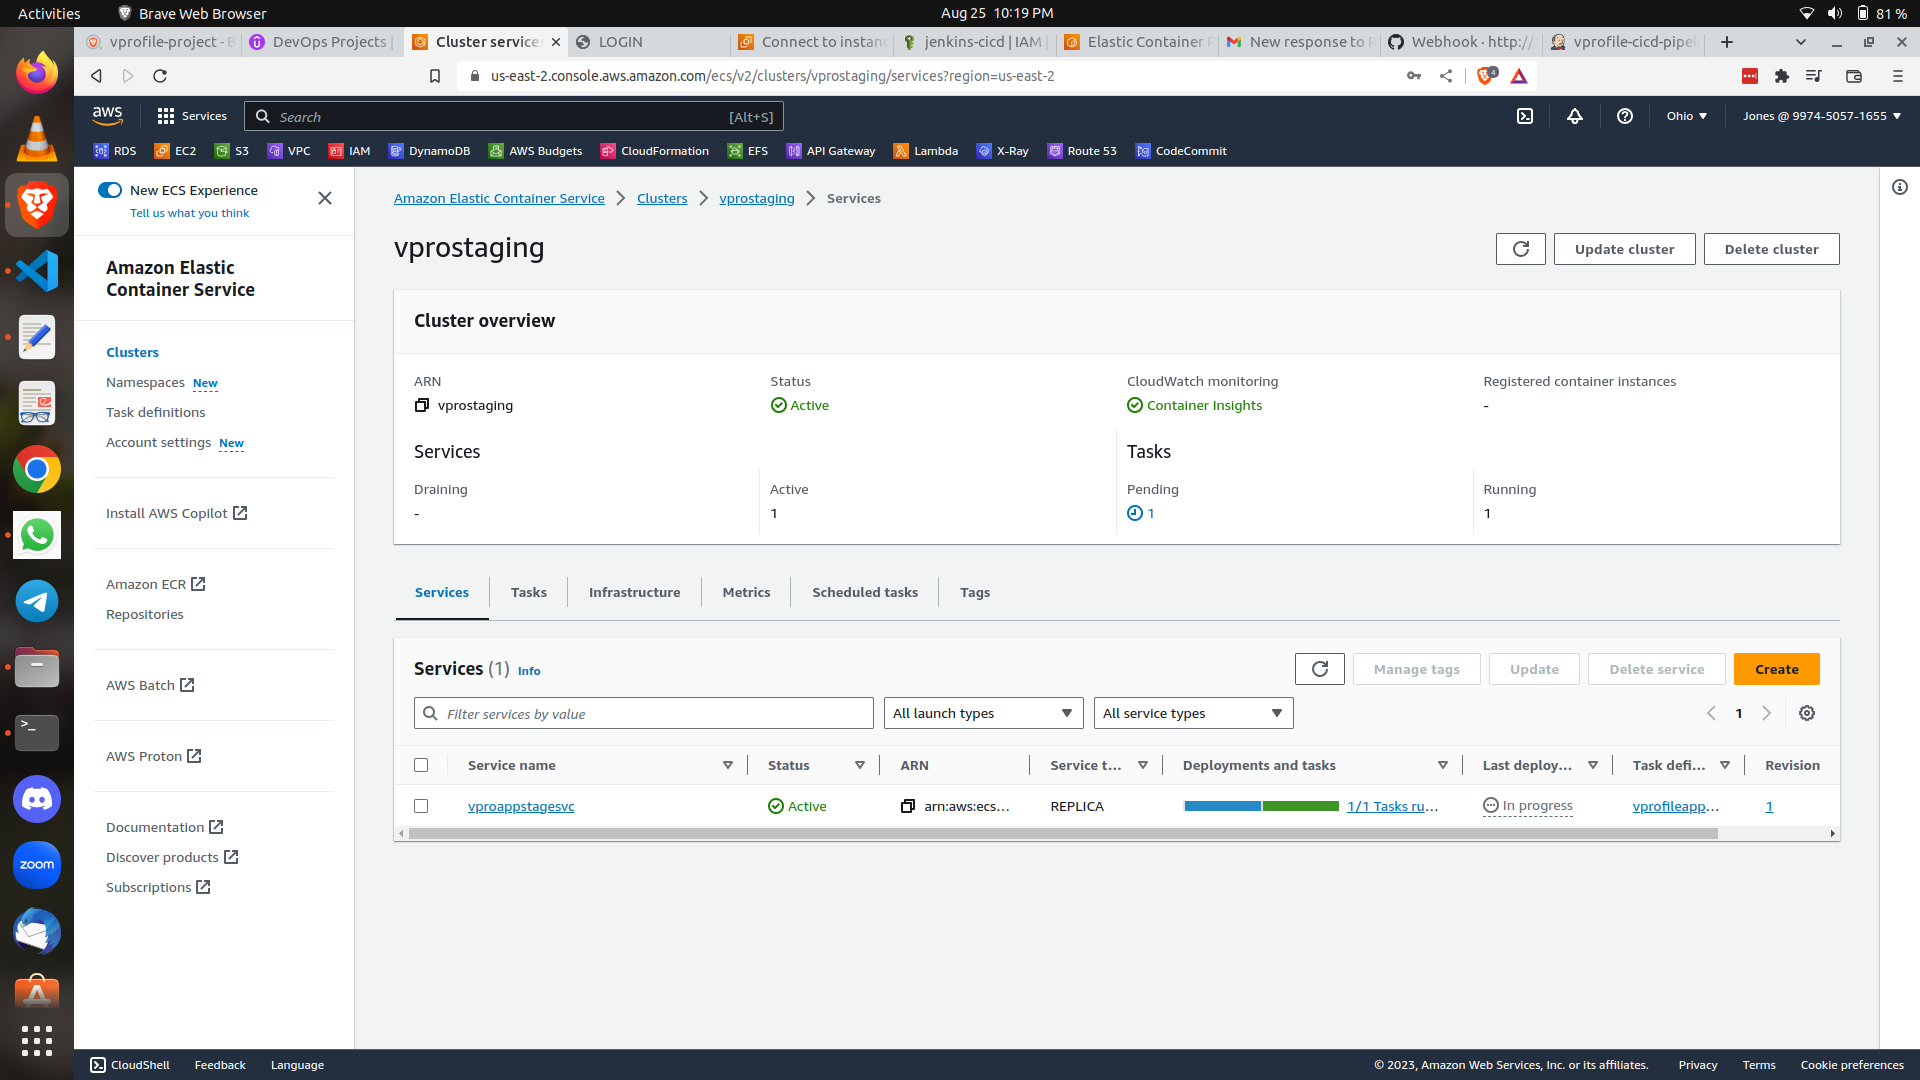 Activities
Brave Web Browser
Aug 25 10:19 PM
81 %
vprofile-project - B
DevOps Projects |
Cluster service
LOGIN
Connect to instanc
jenkins-cicd | IAM |
Elastic Container R
New response to R
Webhook · http://
vprofile-cicd-pipel
us-east-2.console.aws.amazon.com/ecs/v2/clusters/vprostaging/services?region=us-east-2
4
aws
Services
Search
[Alt+S]
Ohio
Jones @ 9974-5057-1655
RDS
EC2
S3
VPC
IAM
DynamoDB
AWS Budgets
CloudFormation
EFS
API Gateway
Lambda
X-Ray
Route 53
CodeCommit
New ECS Experience
Tell us what you think
Amazon Elastic
Container Service
Clusters
Namespaces New
Task definitions
Account settings New
Install AWS Copilot
Amazon ECR
Repositories
AWS Batch
AWS Proton
Documentation
Discover products
Subscriptions
Amazon Elastic Container Service
Clusters
vprostaging
Services
vprostaging
Update cluster
Delete cluster
Cluster overview
ARN
vprostaging
Status
Active
CloudWatch monitoring
Container Insights
Registered container instances
-
Services
Tasks
Draining
-
Active
1
Pending
1
Running
1
Services
Tasks
Infrastructure
Metrics
Scheduled tasks
Tags
Services (1) Info
Manage tags
Update
Delete service
Create
Filter services by value
All launch types
All service types
1
Service name
Status
ARN
Service t...
Deployments and tasks
Last deploy...
Task defi...
Revision
vproappstagesvc
Active
arn:aws:ecs...
REPLICA
1/1 Tasks ru...
In progress
vprofileapp...
1
zoom
CloudShell
Feedback
Language
© 2023, Amazon Web Services, Inc. or its affiliates.
Privacy
Terms
Cookie preferences